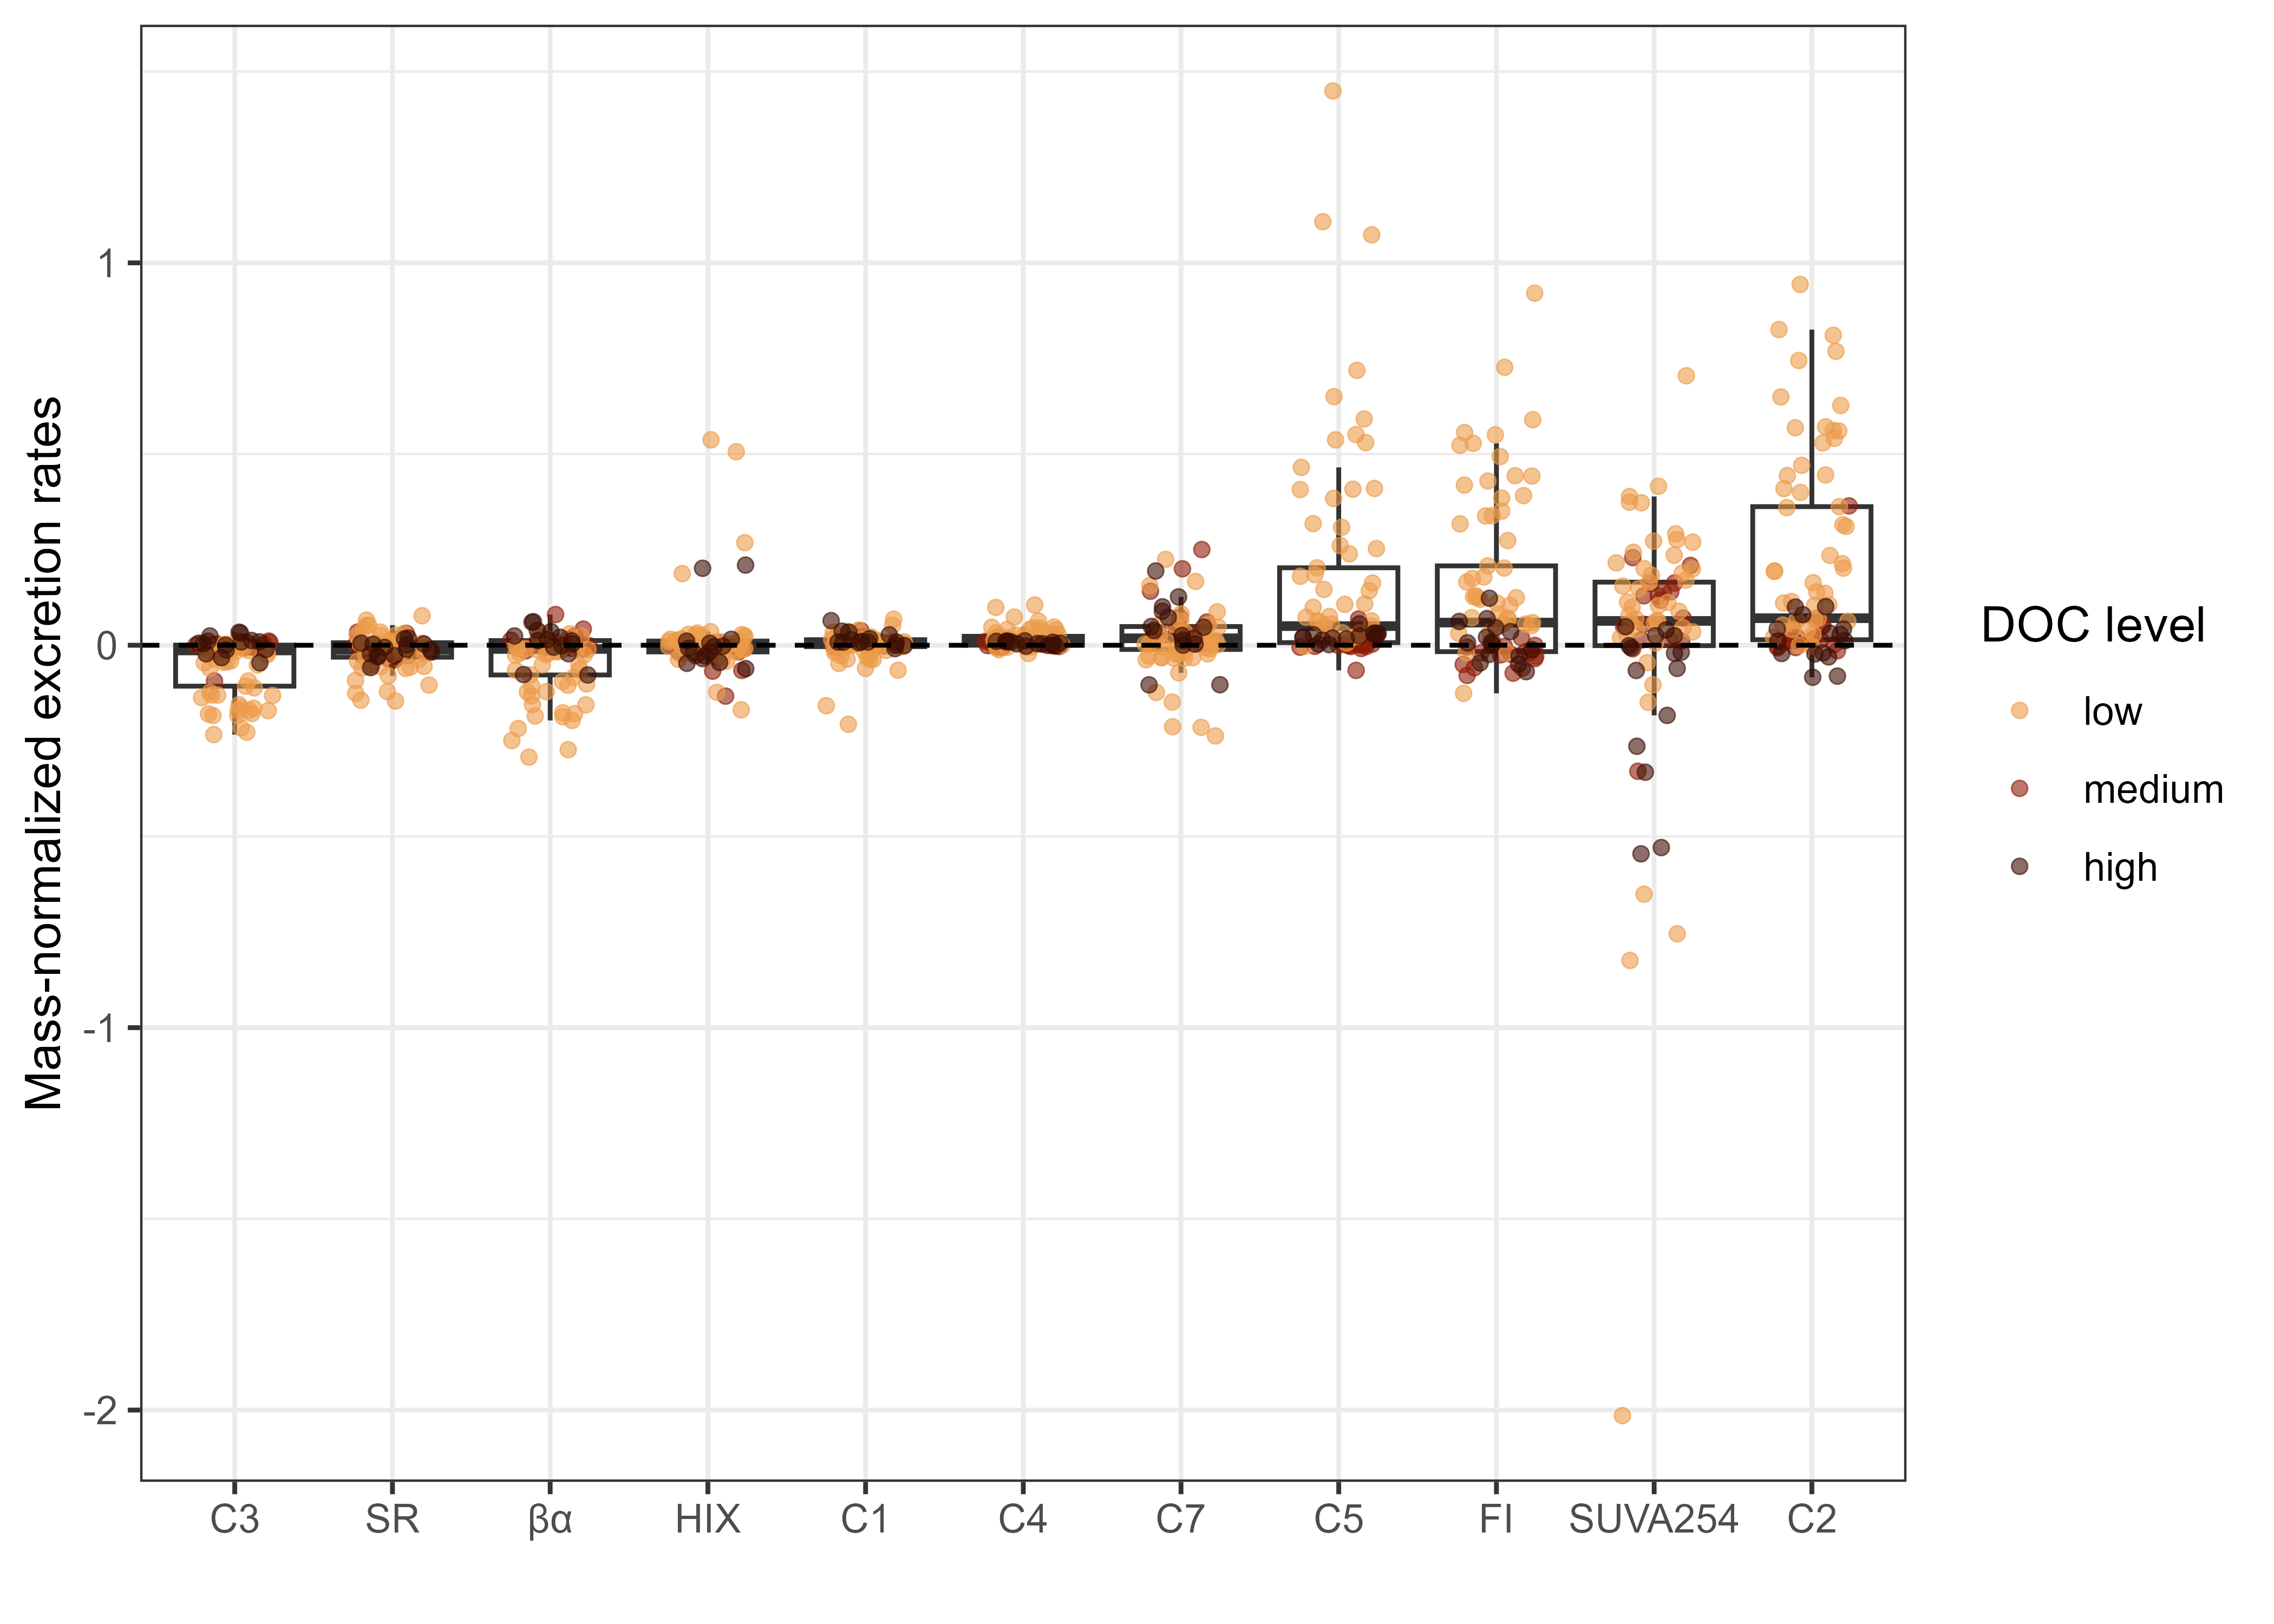 Mass-normalized excretion rates
1
0
-1
-2
C3 SR βα HIX C1 C4 C7 C5 FI SUVA254 C2
DOC level
low
medium
high